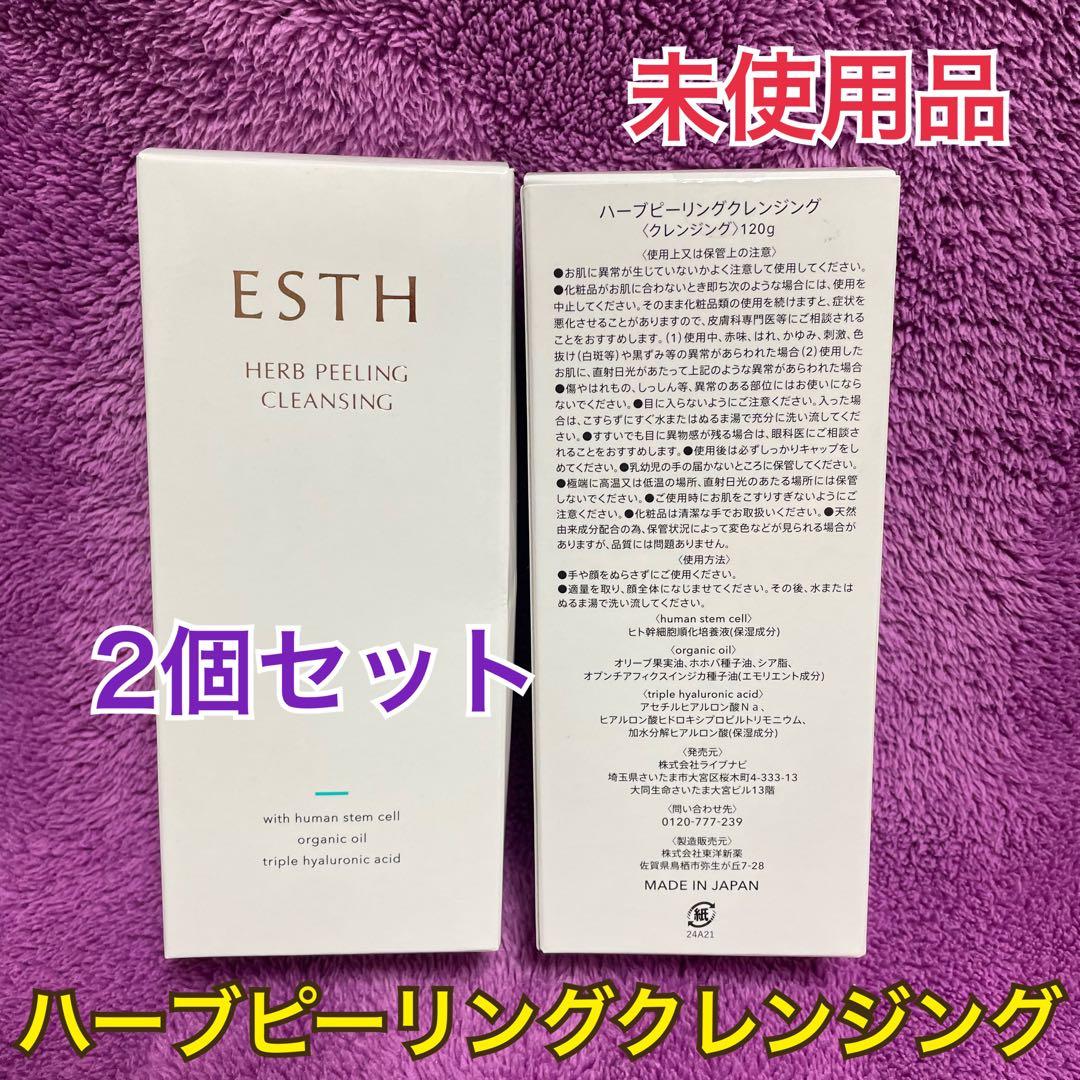 未使用品
ESTH
HERB PEELING
CLEANSING
2個セット
with human stem cell
organic oil
triple hyaluronic acid
ハーブピーリングクレンジング
〈クレンジング〉120g
〈使用上又は保管上の注意〉
●お肌に異常が生じていないかよく注意して使用してください。
●化粧品がお肌に合わないとき即ち次のような場合には、使用を
中止してください。そのまま化粧品類の使用を続けますと、症状を
悪化させることがありますので、皮膚科専門医等にご相談される
ことをおすすめします。(1)使用中、赤味、はれ、かゆみ、刺激、色
抜け(白斑等)や黒ずみ等の異常があらわれた場合(2)使用した
お肌に、直射日光があたって上記のような異常があらわれた場合
●傷やはれもの、しっしん等、異常のある部位にはお使いになら
ないでください。●目に入らないようにご注意ください。入った場
合は、こすらずにすぐ水またはぬるま湯で充分に洗い流してくだ
さい。●すすいでも目に異物感が残る場合は、眼科医にご相談さ
れることをおすすめします。●使用後は必ずしっかりキャップをし
めてください。●乳幼児の手の届かないところに保管してください。
●極端に高温又は低温の場所、直射日光のあたる場所には保管
しないでください。●ご使用時にお肌をこすりすぎないようにご
注意ください。●化粧品は清潔な手でお取扱いください。●天然
由来成分配合の為、保管状況によって変色などが見られる場合が
ありますが、品質には問題ありません。
〈使用方法〉
●手や顔をぬらさずにご使用ください。
●適量を取り、顔全体になじませてください。その後、水または
ぬるま湯で洗い流してください。
〈human stem cell〉
ヒト幹細胞順化培養液(保湿成分)
〈organic oil〉
オリーブ果実油、ホホバ種子油、シア脂、
オプンチアフィクスインジカ種子油(エモリエント成分)
〈triple hyaluronic acid〉
アセチルヒアルロン酸Na、
ヒアルロン酸ヒドロキシプロピルトリモニウム、
加水分解ヒアルロン酸(保湿成分)
〈発売元〉
株式会社ライブナビ
埼玉県さいたま市大宮区桜木町4-333-13
大同生命さいたま大宮ビル13階
〈問い合わせ先〉
0120-777-239
〈製造販売元〉
株式会社東洋新薬
佐賀県鳥栖市弥生が丘7-28
MADE IN JAPAN
紙
24A21
ハーブピーリングクレンジング